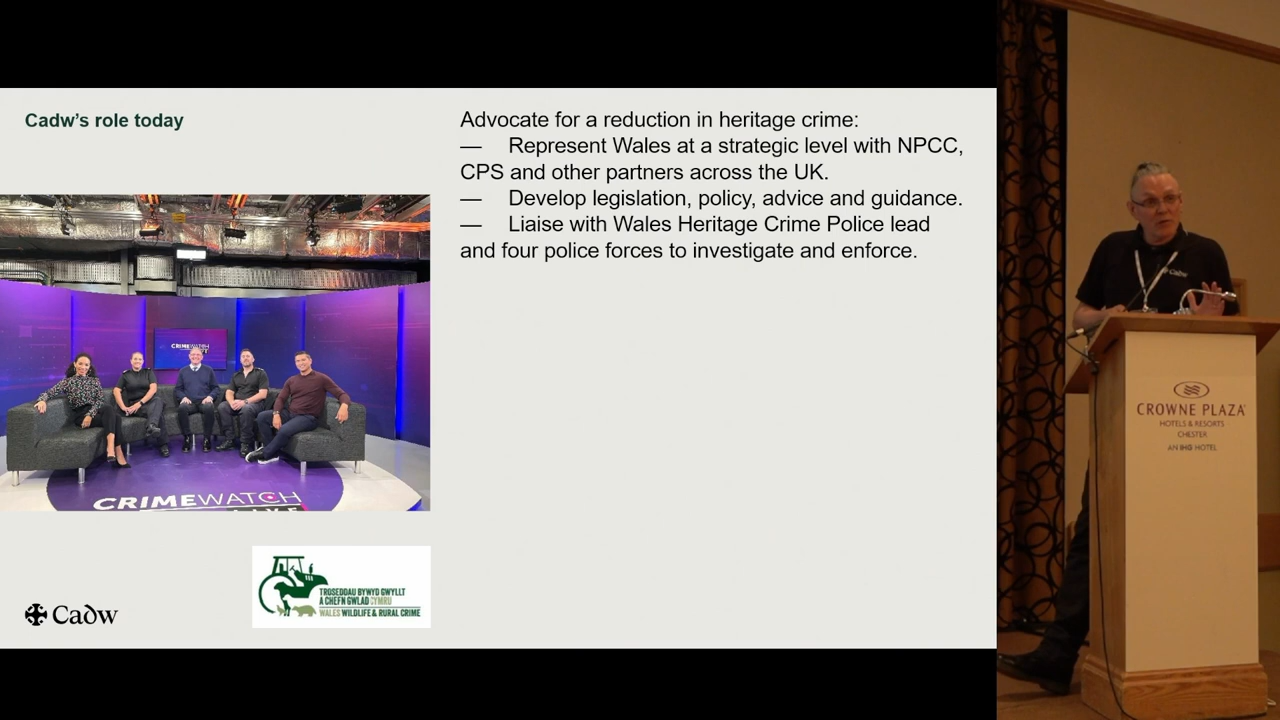 Cadw's role today
Advocate for a reduction in heritage crime:
— Represent Wales at a strategic level with NPCC,
CPS and other partners across the UK.
— Develop legislation, policy, advice and guidance.
— Liaise with Wales Heritage Crime Police lead
and four police forces to investigate and enforce.
CRIMEWATCH
CRIMEWATCH
LIVE
TROSEDDAU BYWYD GWYLLT
A CHEFN GWLAD CYMRU
WALES WILDLIFE & RURAL CRIME
Cadw
Cadw
CROWNE PLAZA
HOTELS & RESORTS
CHESTER
AN IHG HOTEL